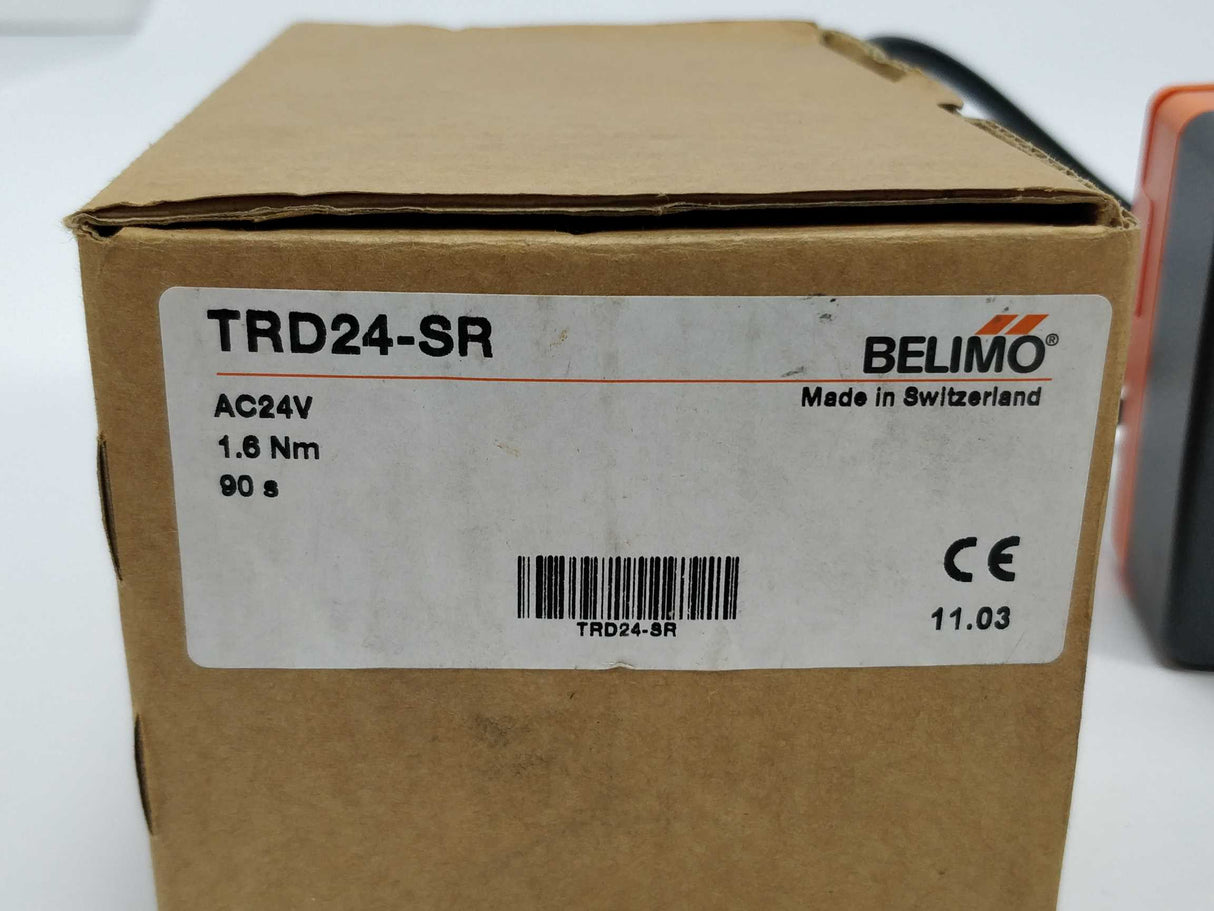 TRD24-SR
BELIMO®
Made in Switzerland
AC24V
1.6 Nm
90 s
CE
TRD24-SR
11.03